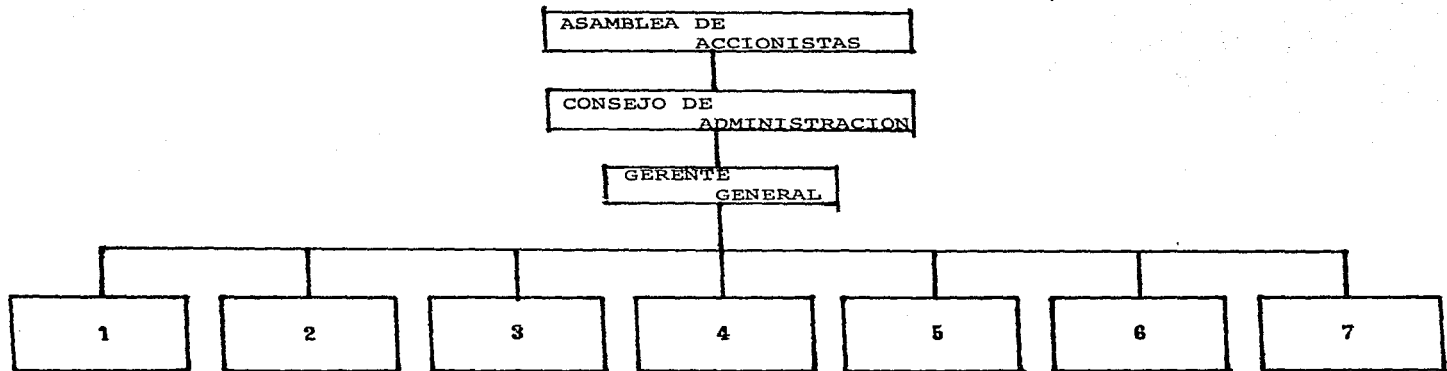 ASAMBLEA DE
ACCIONISTAS
CONSEJO DE
ADMINISTRACION
GERENTE
GENERAL
1 2 3 4 5 6 7